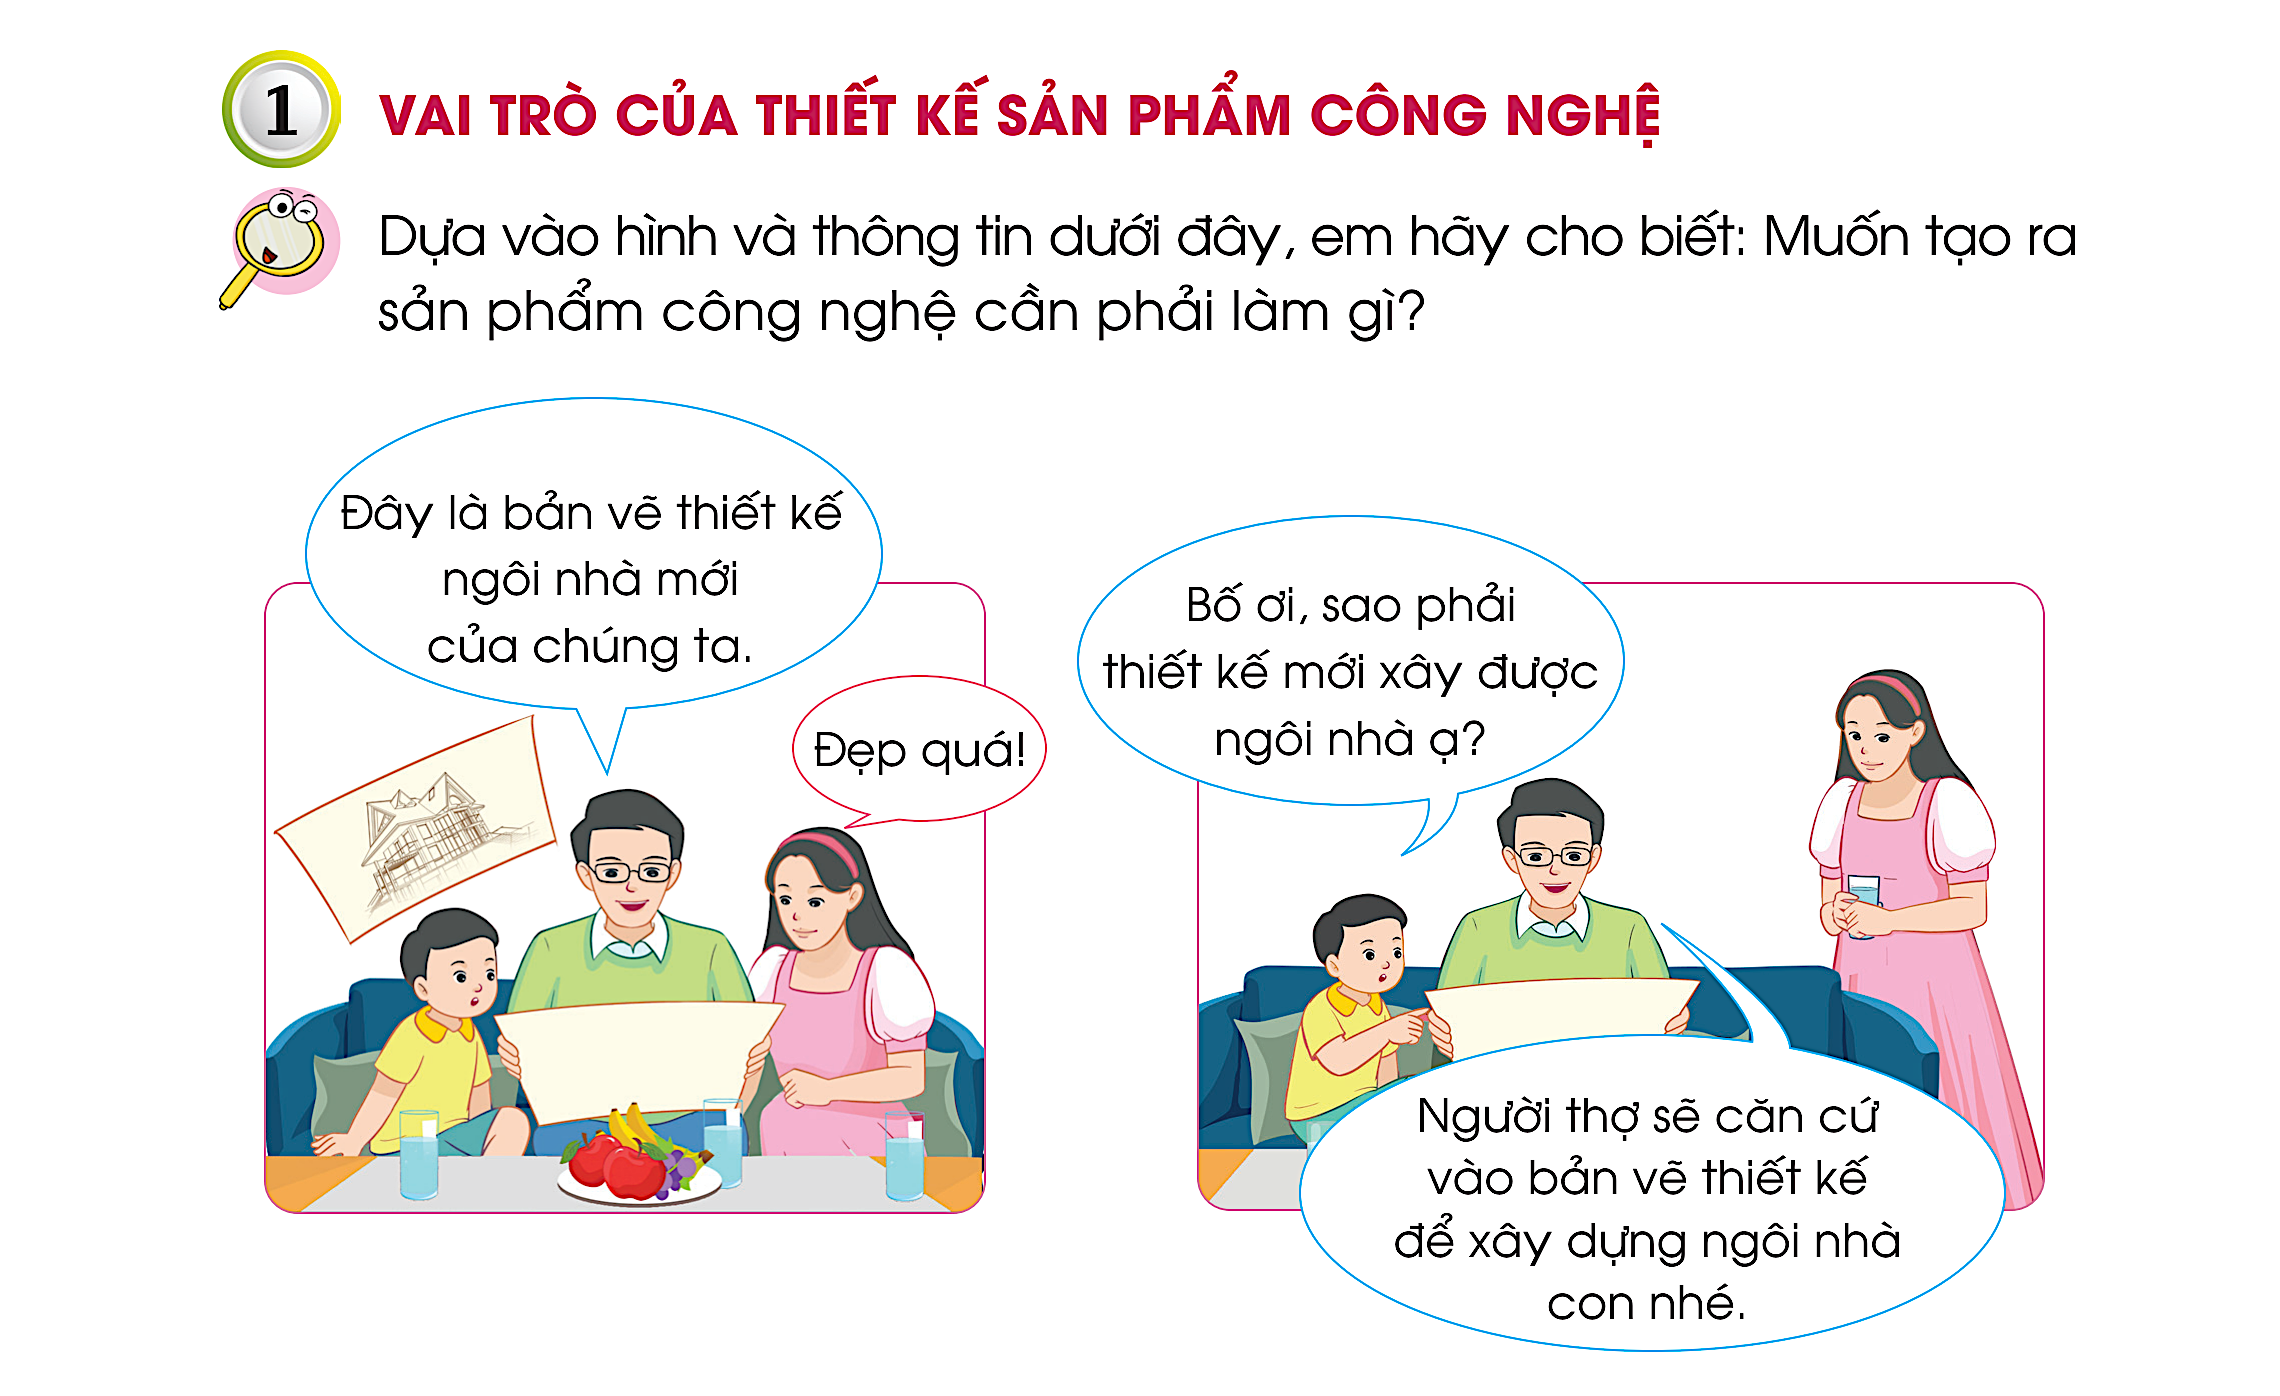 1 VAI TRÒ CỦA THIẾT KẾ SẢN PHẨM CÔNG NGHỆ
Dựa vào hình và thông tin dưới đây, em hãy cho biết: Muốn tạo ra
sản phẩm công nghệ cần phải làm gì?
Đây là bản vẽ thiết kế
ngôi nhà mới
của chúng ta.
Đẹp quá!
Bố ơi, sao phải
thiết kế mới xây được
ngôi nhà ạ?
Người thợ sẽ căn cứ
vào bản vẽ thiết kế
để xây dựng ngôi nhà
con nhé.